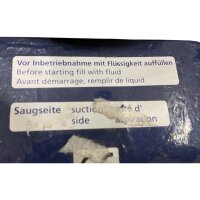 Vor Inbetriebnahme mit Flüssigkeit auffüllen
Before starting fill with fluid
Avant démarrage, remplir de liquid
Saugseite suction d'
side aspiration